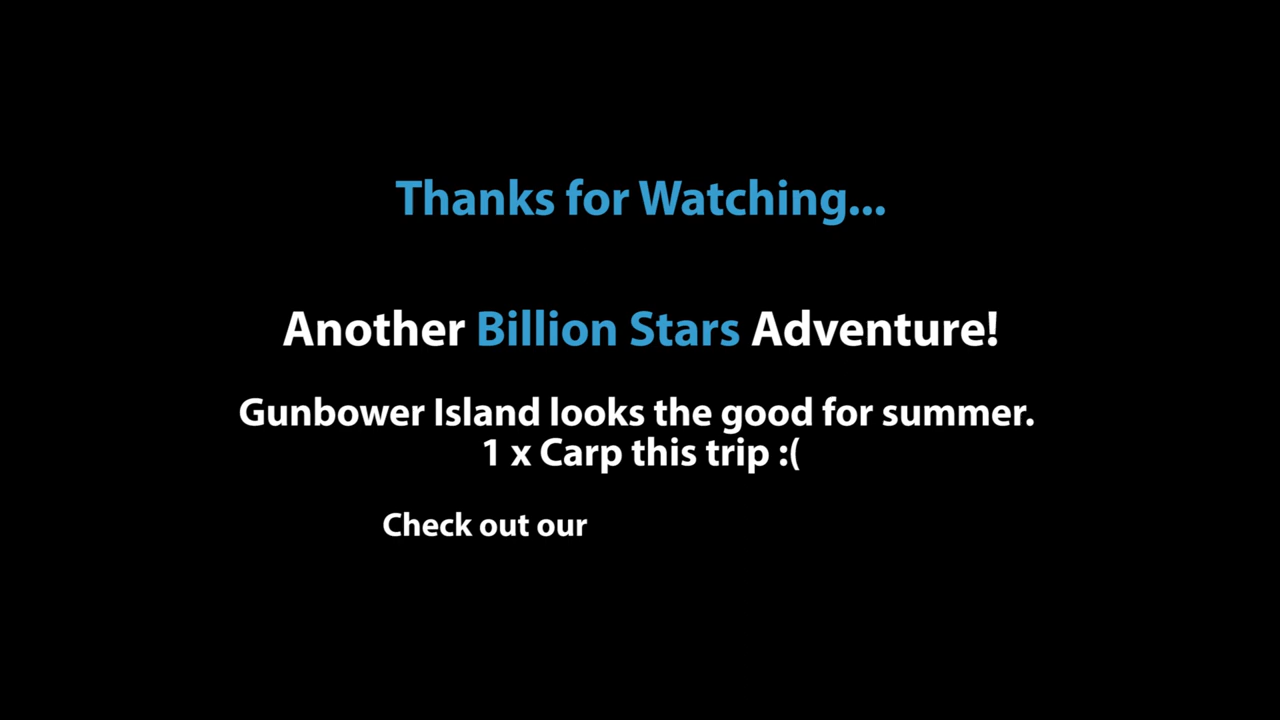 Thanks for Watching...
Another Billion Stars Adventure!
Gunbower Island looks the good for summer.
1 x Carp this trip :(
Check out our